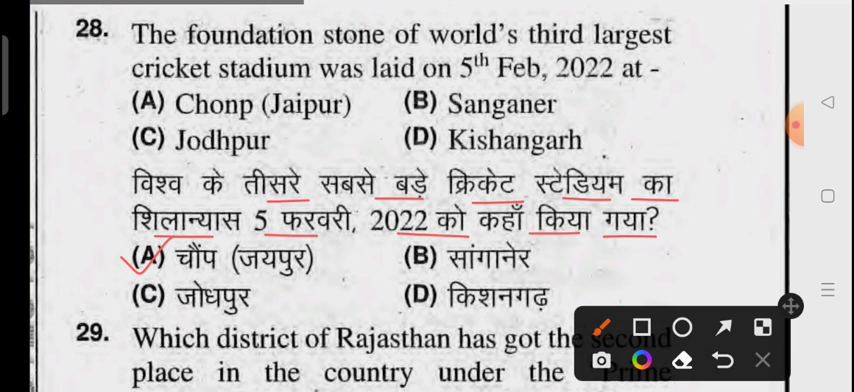 28. The foundation stone of world's third largest
cricket stadium was laid on 5th Feb, 2022 at -
(A) Chonp (Jaipur) (B) Sanganer
(C) Jodhpur (D) Kishangarh
विश्व के तीसरे सबसे बड़े क्रिकेट स्टेडियम का
शिलान्यास 5 फरवरी, 2022 को कहाँ किया गया?
(A) चौंप (जयपुर) (B) सांगानेर
(C) जोधपुर (D) किशनगढ़
29. Which district of Rajasthan has got the second
place in the country under the Prime